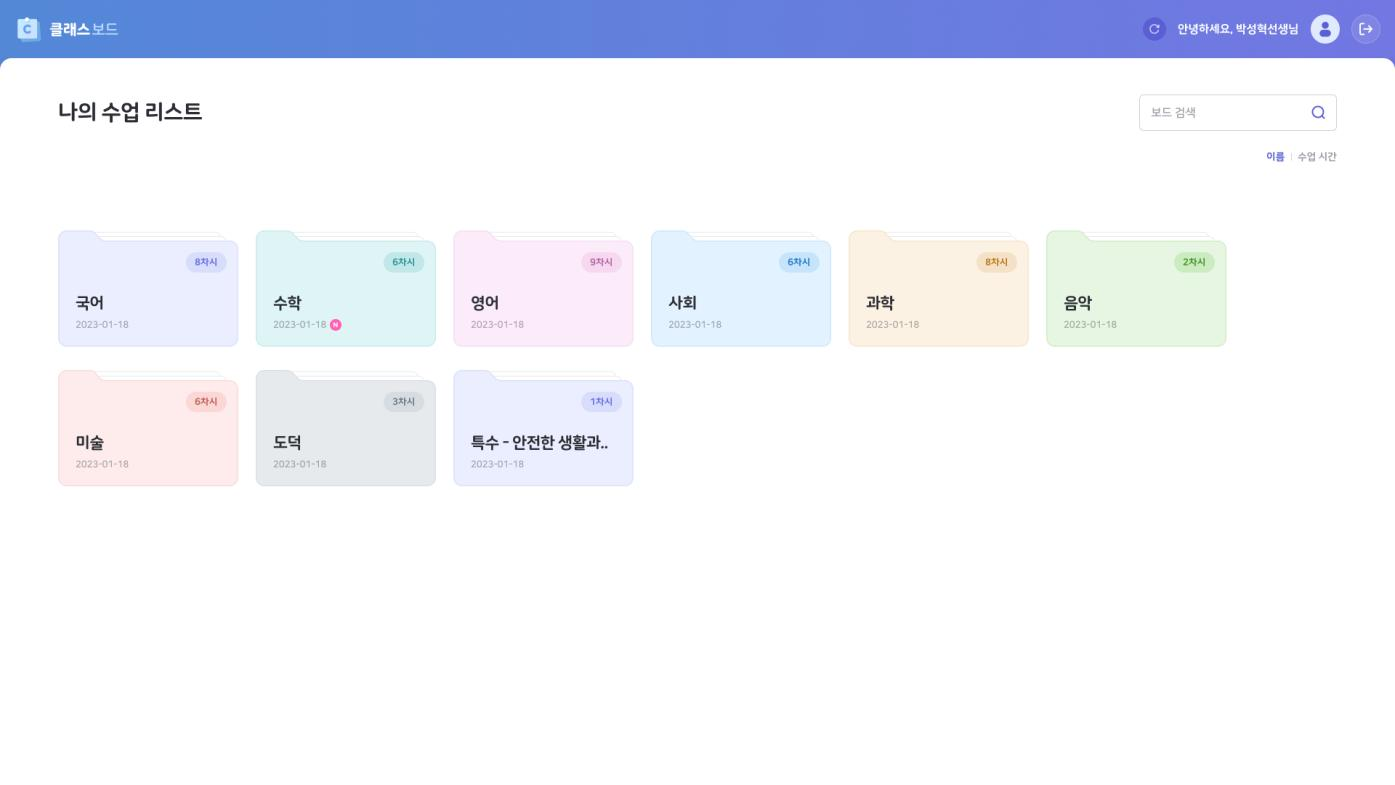 C 클래스보드
안녕하세요, 박성혁선생님
나의 수업 리스트
보드 검색
이름 | 수업 시간
8차시
국어
2023-01-18
6차시
수학
2023-01-18 N
9차시
영어
2023-01-18
6차시
사회
2023-01-18
8차시
과학
2023-01-18
2차시
음악
2023-01-18
6차시
미술
2023-01-18
3차시
도덕
2023-01-18
1차시
특수 - 안전한 생활과..
2023-01-18